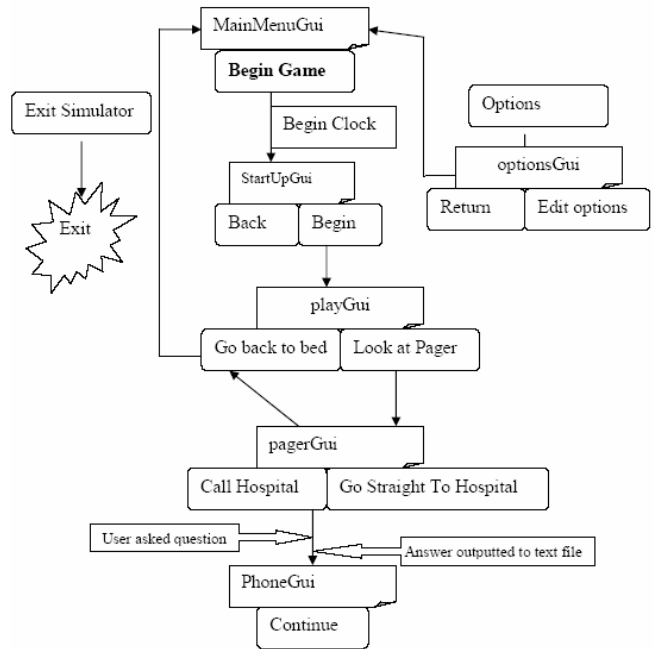 MainMenuGui
Begin Game
Exit Simulator
Options
Begin Clock
optionsGui
StartUpGui
Return
Edit options
Exit
Back
Begin
playGui
Go back to bed
Look at Pager
pagerGui
Call Hospital
Go Straight To Hospital
User asked question
Answer outputted to text file
PhoneGui
Continue